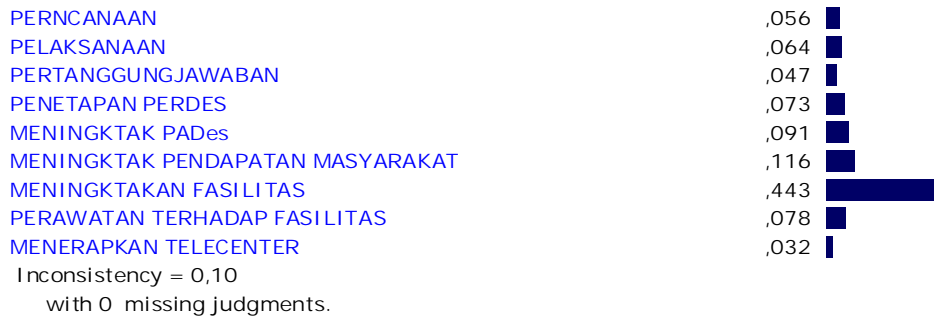 PERNCANAAN ,056
PELAKSANAAN ,064
PERTANGGUNGJAWABAN ,047
PENETAPAN PERDES ,073
MENINGKTAK PADes ,091
MENINGKTAK PENDAPATAN MASYARAKAT ,116
MENINGKTAKAN FASILITAS ,443
PERAWATAN TERHADAP FASILITAS ,078
MENERAPKAN TELECENTER ,032
Inconsistency = 0,10
with 0 missing judgments.